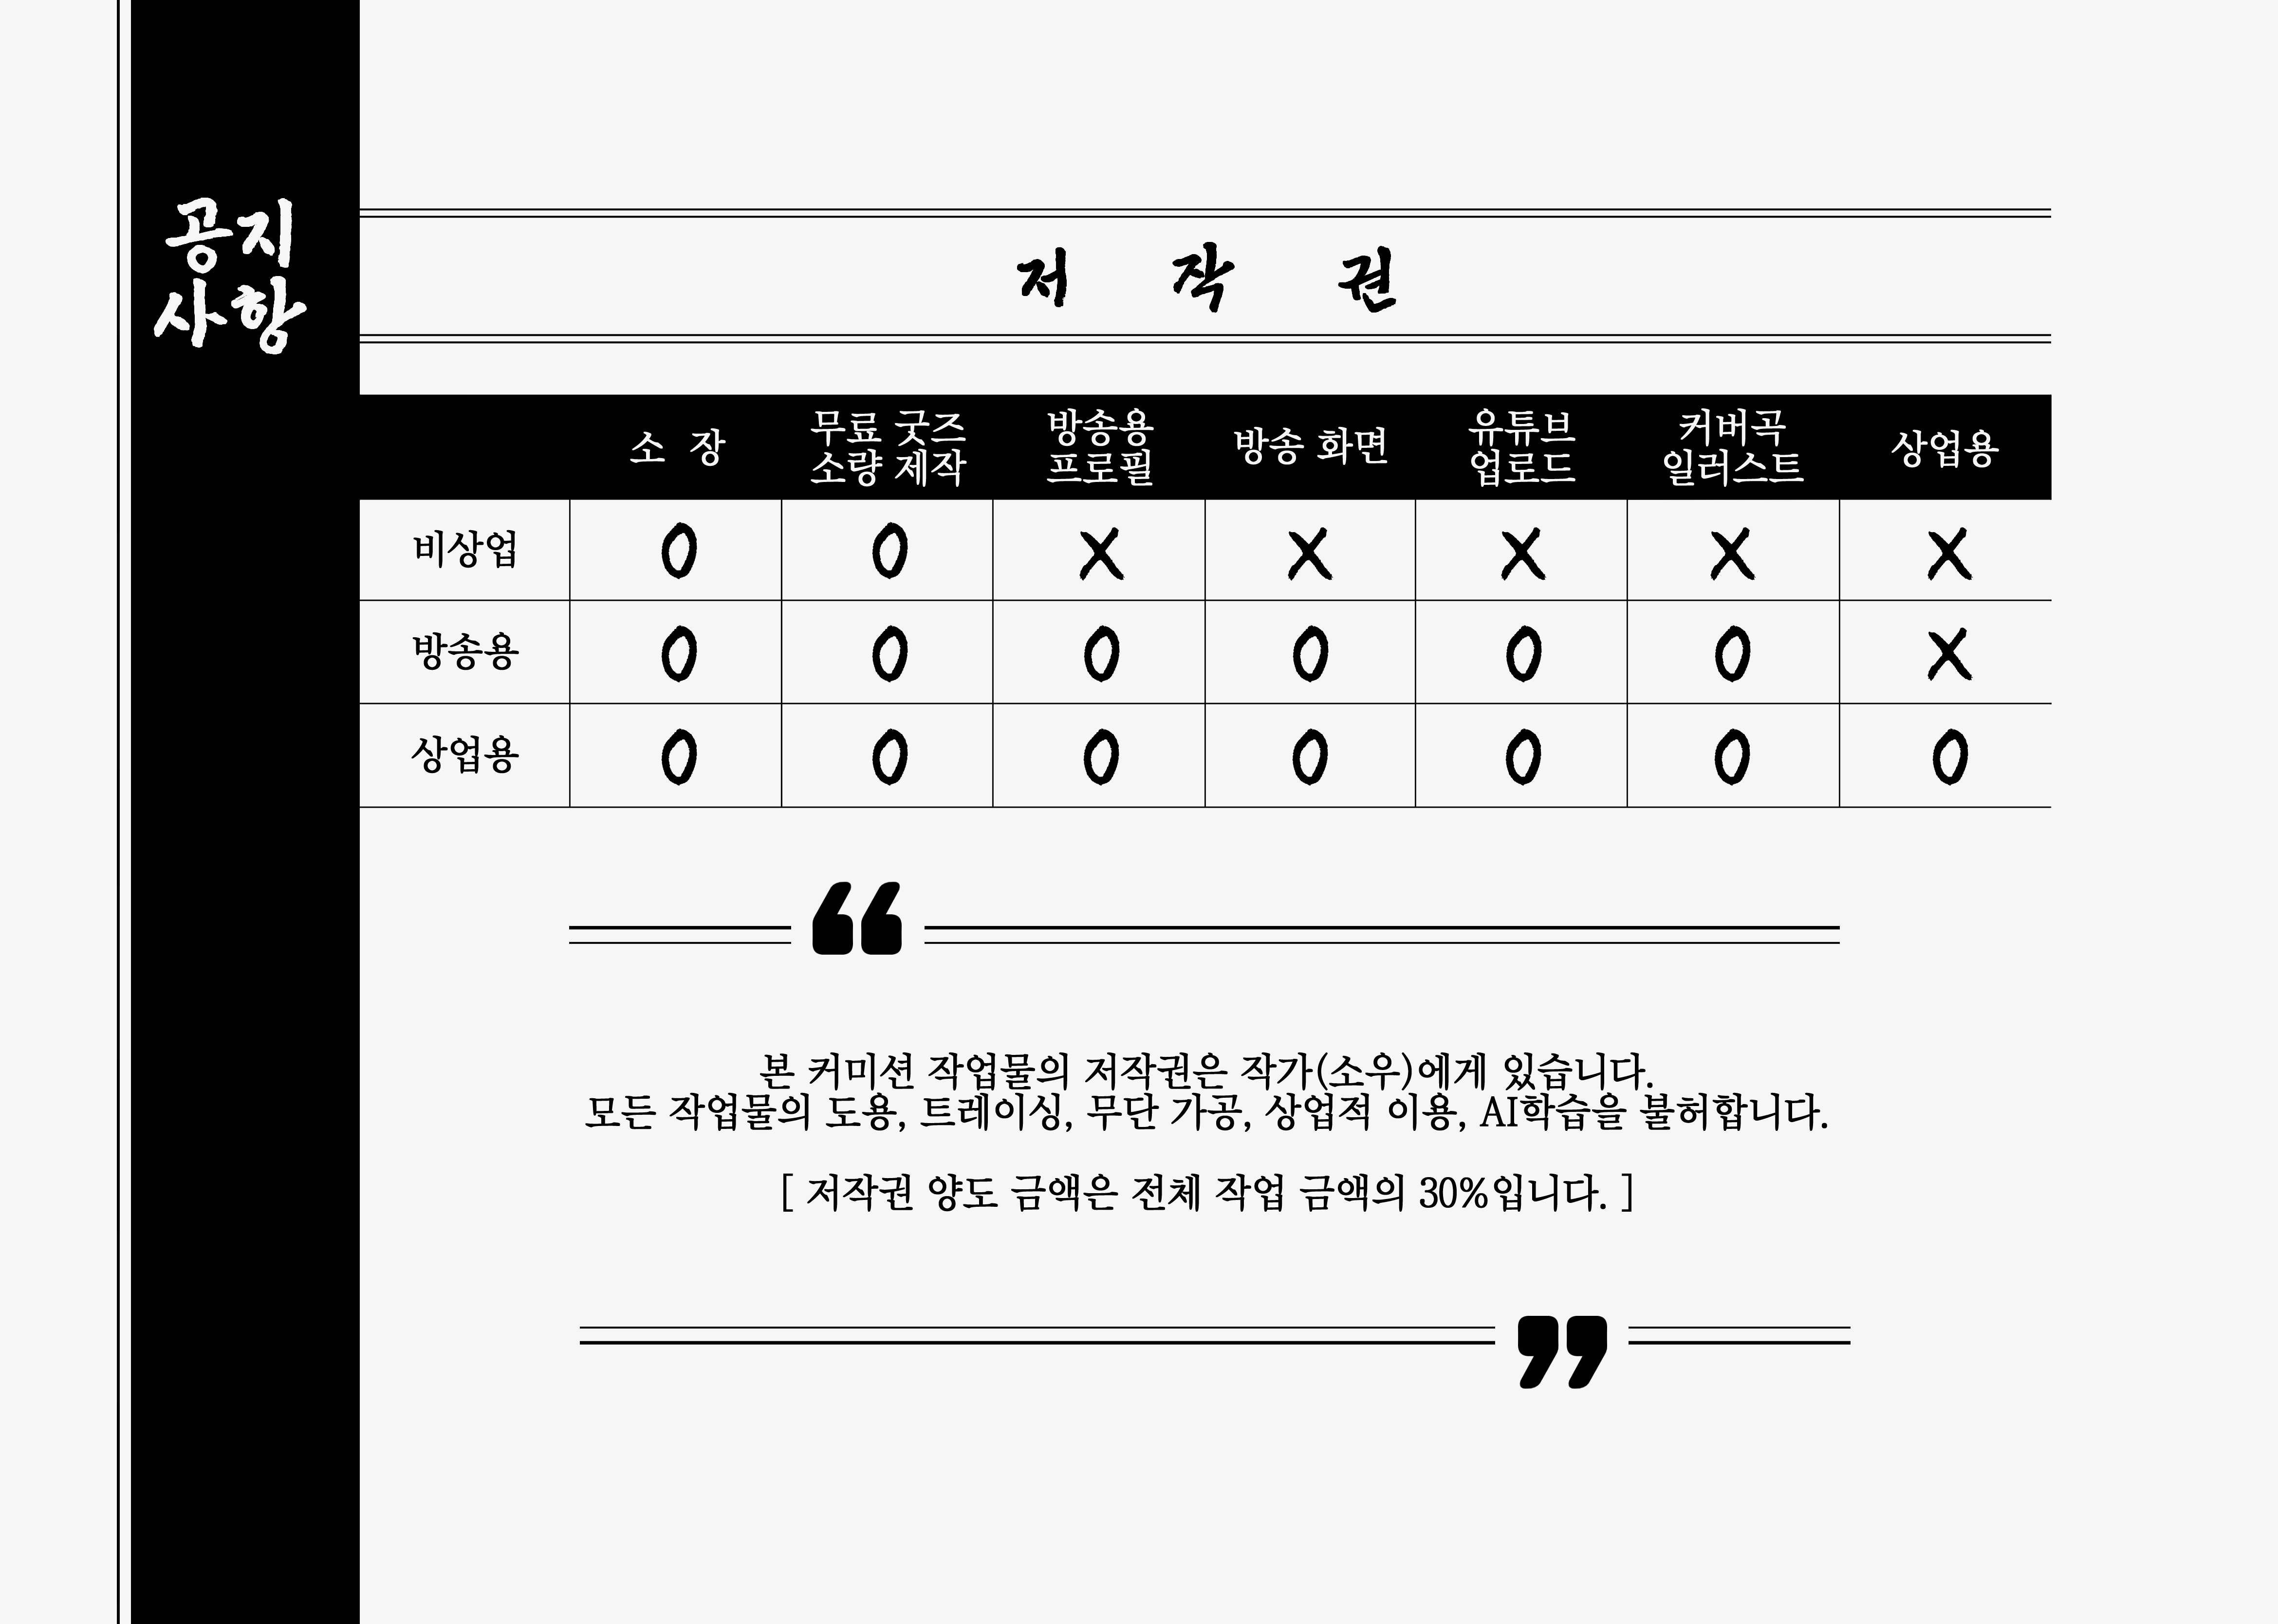 공지
사항
저 작 권
소 장 무료 굿즈 소량 제작 방송용 프로필 방송 화면 유튜브 업로드 커버곡 일러스트 상업용
비상업 O O X X X X X
방송용 O O O O O O X
상업용 O O O O O O O
“
본 커미션 작업물의 저작권은 작가(소우)에게 있습니다.
모든 작업물의 도용, 트레이싱, 무단 가공, 상업적 이용, AI학습을 불허합니다.
[ 저작권 양도 금액은 전체 작업 금액의 30%입니다. ]
”